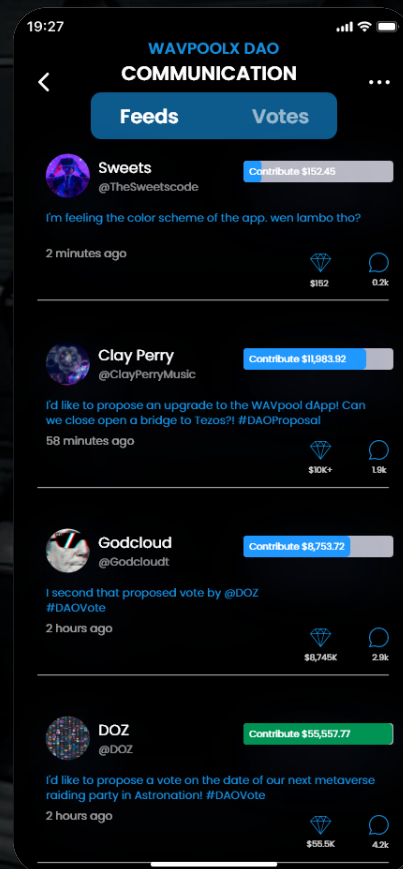 19:27
WAVPOOLX DAO
COMMUNICATION
Feeds Votes
Sweets
@TheSweetscode
Contribute $152.45
I'm feeling the color scheme of the app. wen lambo tho?
2 minutes ago
$152 0.2k
Clay Perry
@ClayPerryMusic
Contribute $11,983.92
I'd like to propose an upgrade to the WAVpool dApp! Can
we close open a bridge to Tezos?! #DAOProposal
58 minutes ago
$10K+ 1.9k
Godcloud
@Godcloudt
Contribute $8,753.72
I second that proposed vote by @DOZ
#DAOVote
2 hours ago
$8,745K 2.9k
DOZ
@DOZ
Contribute $55,557.77
I'd like to propose a vote on the date of our next metaverse
raiding party in Astronation! #DAOVote
2 hours ago
$55.5K 4.2k